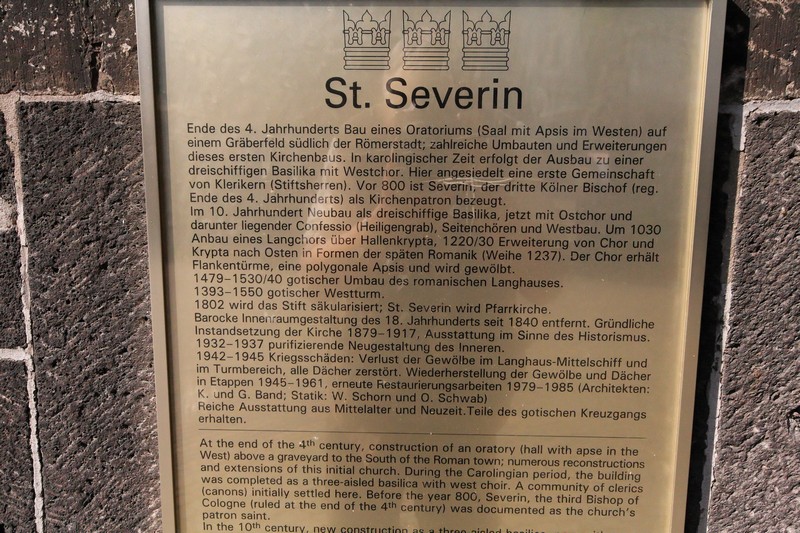 St. Severin
Ende des 4. Jahrhunderts Bau eines Oratoriums (Saal mit Apsis im Westen) auf
einem Gräberfeld südlich der Römerstadt; zahlreiche Umbauten und Erweiterungen
dieses ersten Kirchenbaus. In karolingischer Zeit erfolgt der Ausbau zu einer
dreischiffigen Basilika mit Westchor. Hier angesiedelt eine erste Gemeinschaft
von Klerikern (Stiftsherren). Vor 800 ist Severin, der dritte Kölner Bischof (reg.
Ende des 4. Jahrhunderts) als Kirchenpatron bezeugt.
Im 10. Jahrhundert Neubau als dreischiffige Basilika, jetzt mit Ostchor und
darunter liegender Confessio (Heiligengrab), Seitenchören und Westbau. Um 1030
Anbau eines Langchors über Hallenkrypta, 1220/30 Erweiterung von Chor und
Krypta nach Osten in Formen der späten Romanik (Weihe 1237). Der Chor erhält
Flankentürme, eine polygonale Apsis und wird gewölbt.
1479–1530/40 gotischer Umbau des romanischen Langhauses.
1393–1550 gotischer Westturm.
1802 wird das Stift säkularisiert; St. Severin wird Pfarrkirche.
Barocke Innenraumgestaltung des 18. Jahrhunderts seit 1840 entfernt. Gründliche
Instandsetzung der Kirche 1879–1917, Ausstattung im Sinne des Historismus.
1932–1937 purifizierende Neugestaltung des Inneren.
1942–1945 Kriegsschäden: Verlust der Gewölbe im Langhaus-Mittelschiff und
im Turmbereich, alle Dächer zerstört. Wiederherstellung der Gewölbe und Dächer
in Etappen 1945–1961, erneute Restaurierungsarbeiten 1979–1985 (Architekten:
K. und G. Band; Statik: W. Schorn und O. Schwab)
Reiche Ausstattung aus Mittelalter und Neuzeit. Teile des gotischen Kreuzgangs
erhalten.
At the end of the 4th century, construction of an oratory (hall with apse in the
West) above a graveyard to the South of the Roman town; numerous reconstructions
and extensions of this initial church. During the Carolingian period, the building
was completed as a three-aisled basilica with west choir. A community of clerics
(canons) initially settled here. Before the year 800, Severin, the third Bishop of
Cologne (ruled at the end of the 4th century) was documented as the church's
patron saint.
In the 10th century, new construction as a three-aisled basilica